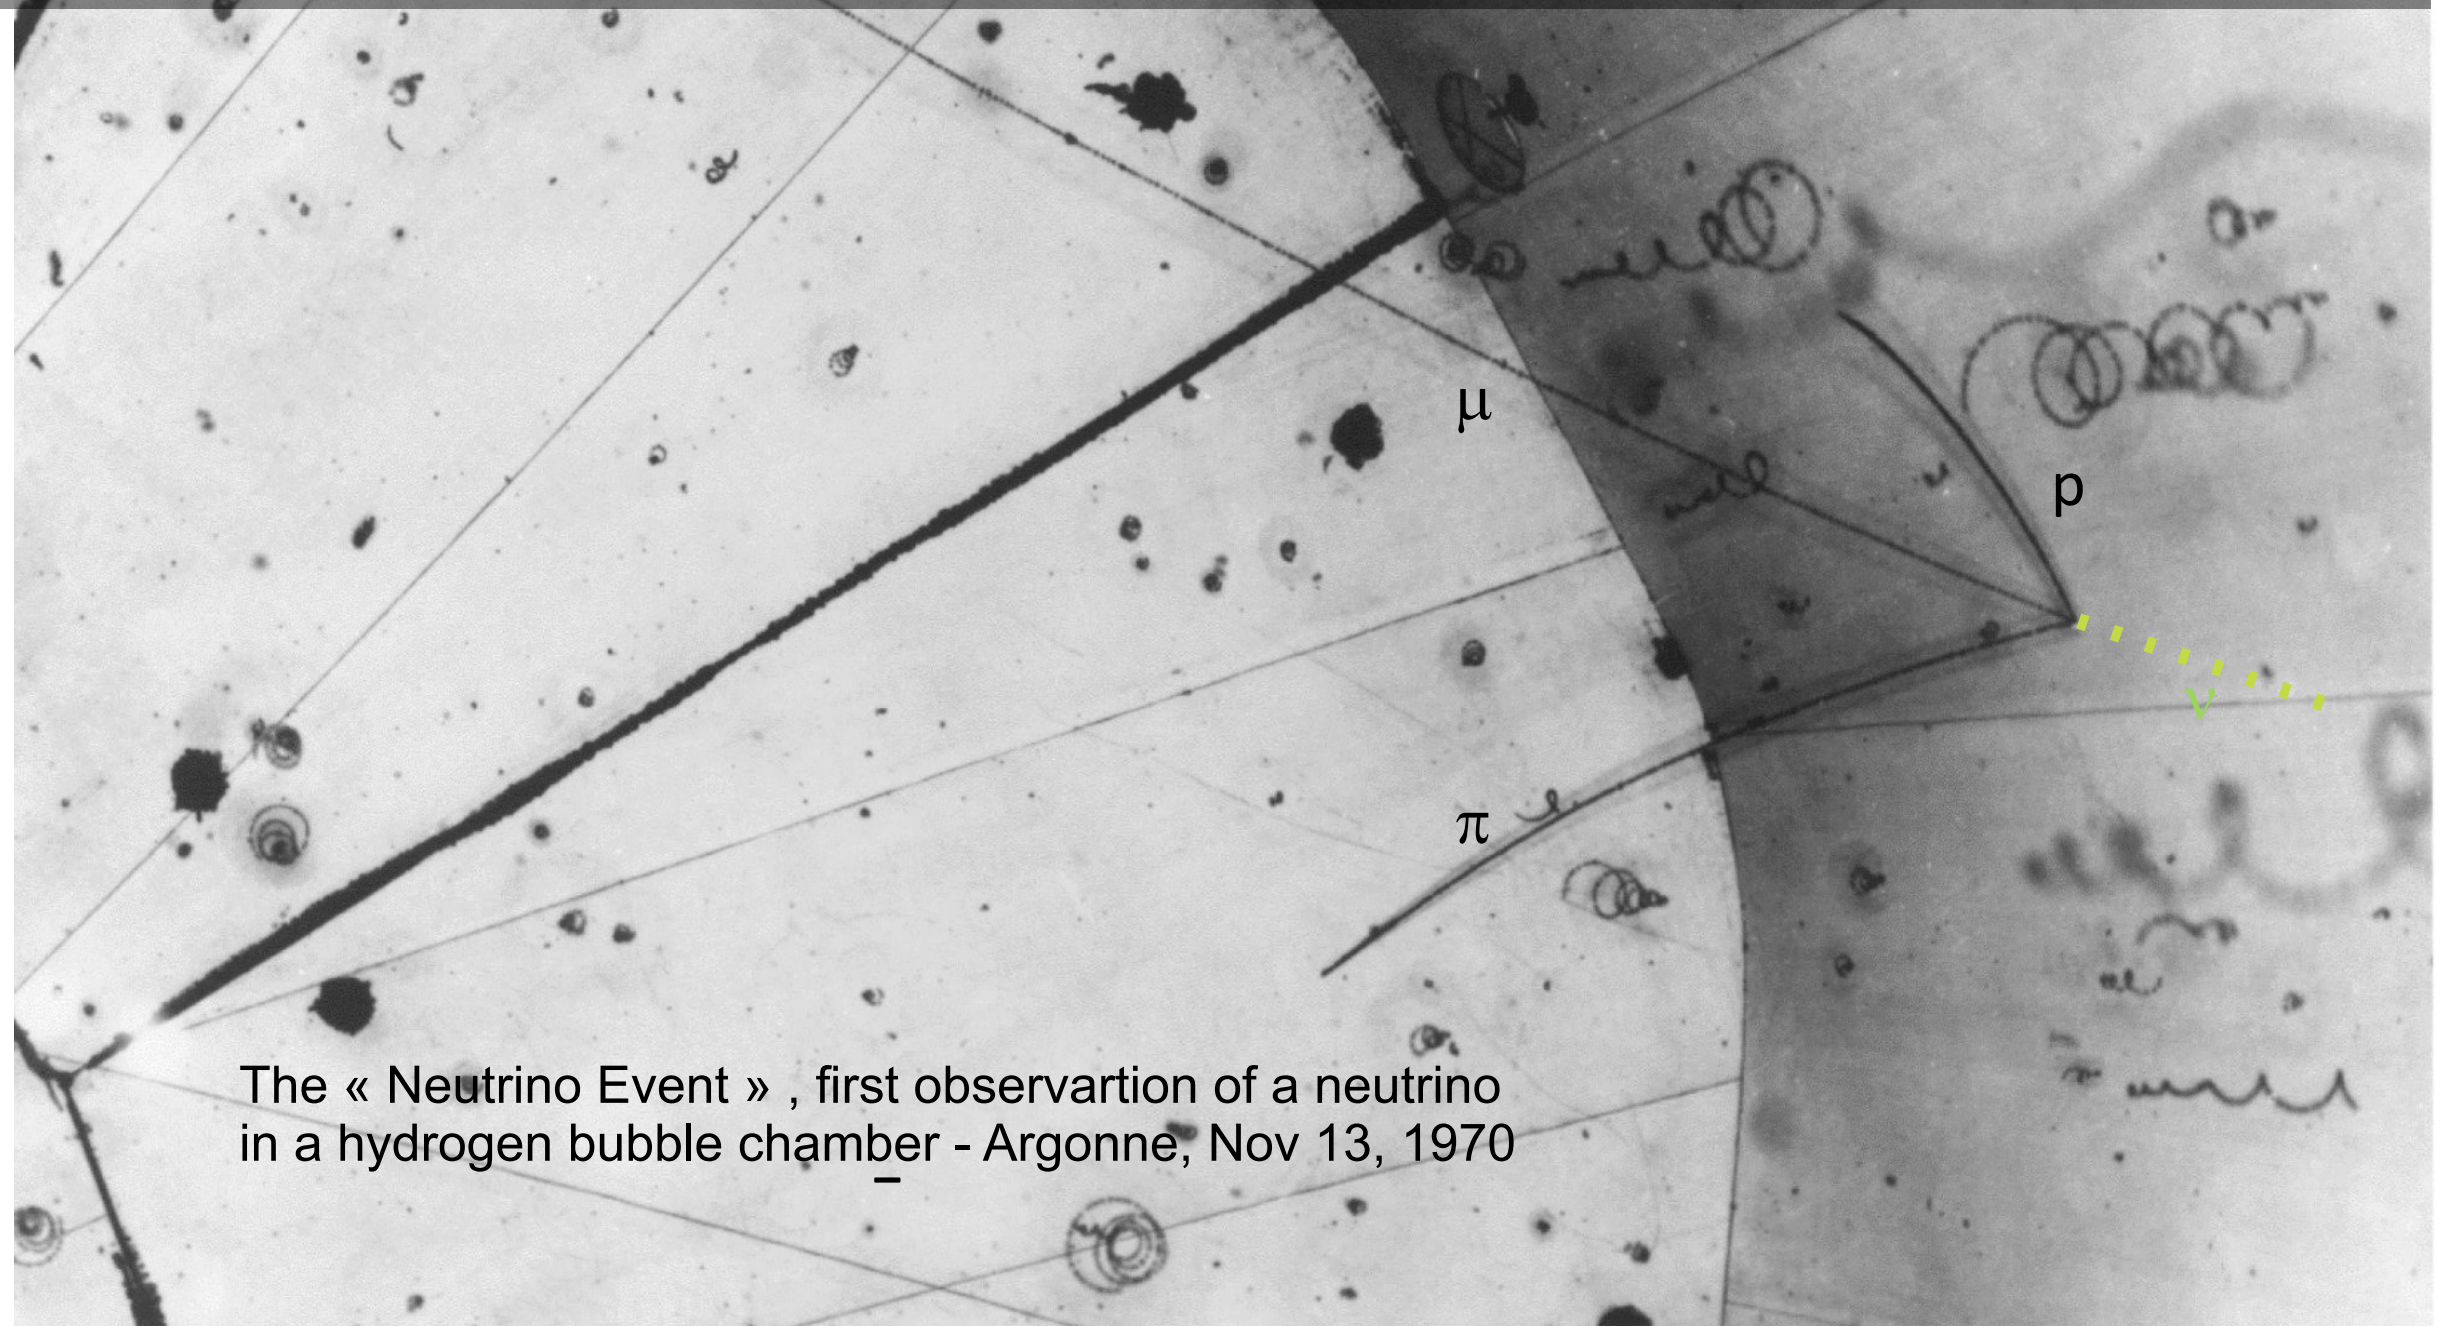 μ
p
ν
π
The « Neutrino Event » , first observartion of a neutrino
in a hydrogen bubble chamber - Argonne, Nov 13, 1970